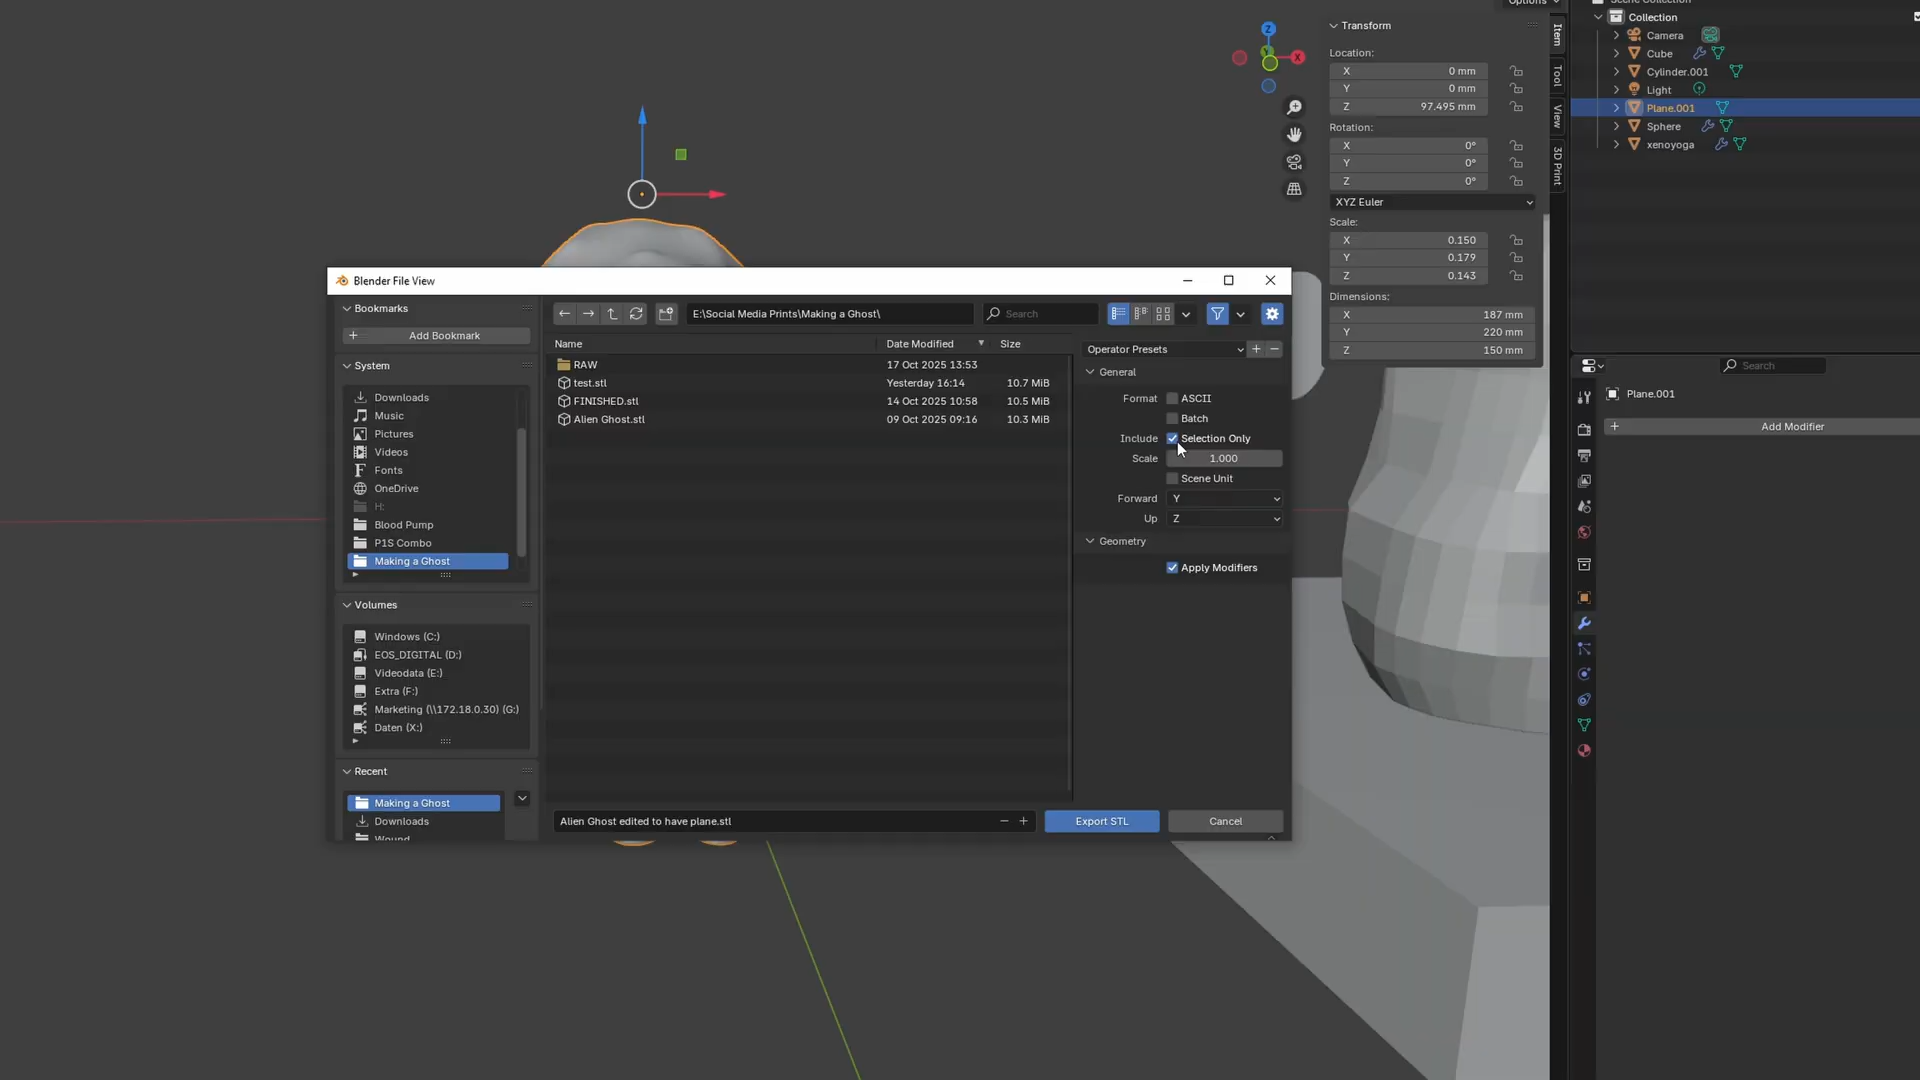 Options
Scene Collection
Collection
Camera
Cube
Cylinder.001
Light
Plane.001
Sphere
xenoyoga
Transform
Location:
X 0 mm
Y 0 mm
Z 97.495 mm
Rotation:
X 0°
Y 0°
Z 0°
XYZ Euler
Scale:
X 0.150
Y 0.179
Z 0.143
Dimensions:
X 187 mm
Y 220 mm
Z 150 mm
Item
Tool
View
3D Print
Z
Y
X
Blender File View
Bookmarks
Add Bookmark
System
Downloads
Music
Pictures
Videos
Fonts
OneDrive
H:
Blood Pump
P1S Combo
Making a Ghost
Volumes
Windows (C:)
EOS_DIGITAL (D:)
Videodata (E:)
Extra (F:)
Marketing (\\172.18.0.30) (G:)
Daten (X:)
Recent
Making a Ghost
Downloads
Wound
E:\Social Media Prints\Making a Ghost\
Search
Name Date Modified Size
RAW 17 Oct 2025 13:53
test.stl Yesterday 16:14 10.7 MiB
FINISHED.stl 14 Oct 2025 10:58 10.5 MiB
Alien Ghost.stl 09 Oct 2025 09:16 10.3 MiB
Operator Presets
General
Format ASCII
Batch
Include Selection Only
Scale 1.000
Scene Unit
Forward Y
Up Z
Geometry
Apply Modifiers
Alien Ghost edited to have plane.stl
Export STL
Cancel
Search
Plane.001
Add Modifier